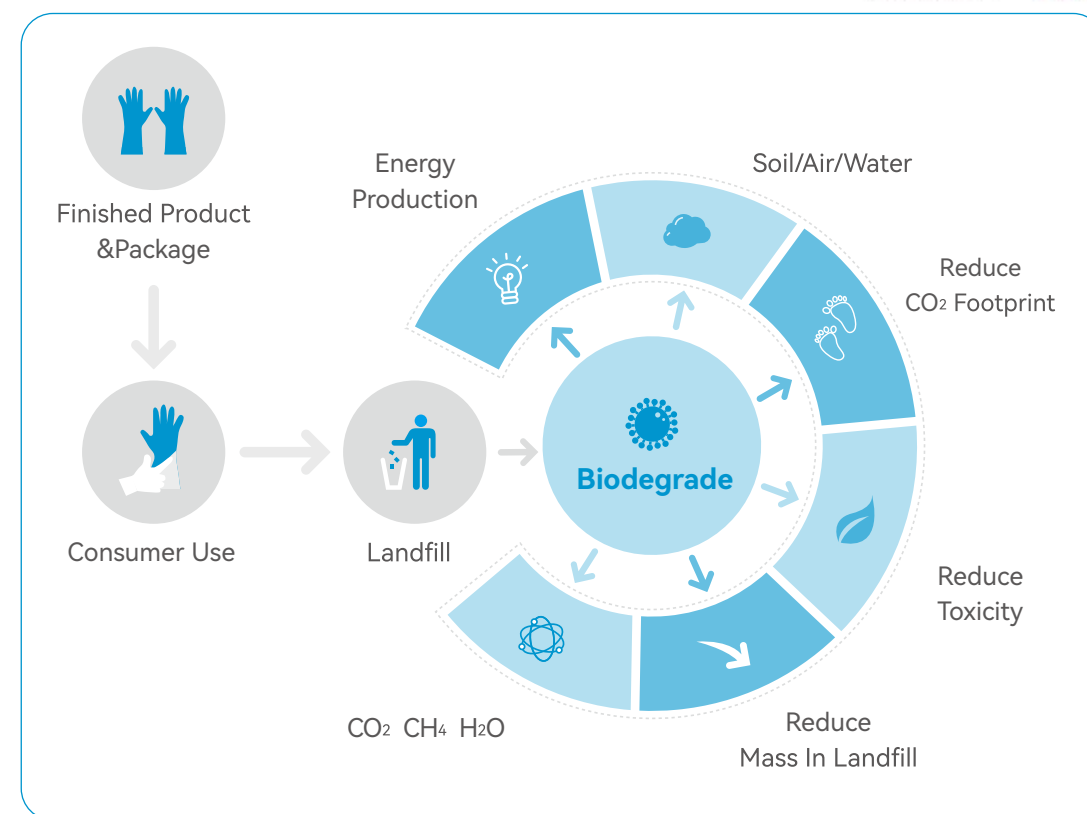 Finished Product
&Package
Consumer Use
Landfill
Biodegrade
Energy
Production
Soil/Air/Water
Reduce
CO2 Footprint
Reduce
Toxicity
Reduce
Mass In Landfill
CO2 CH4 H2O